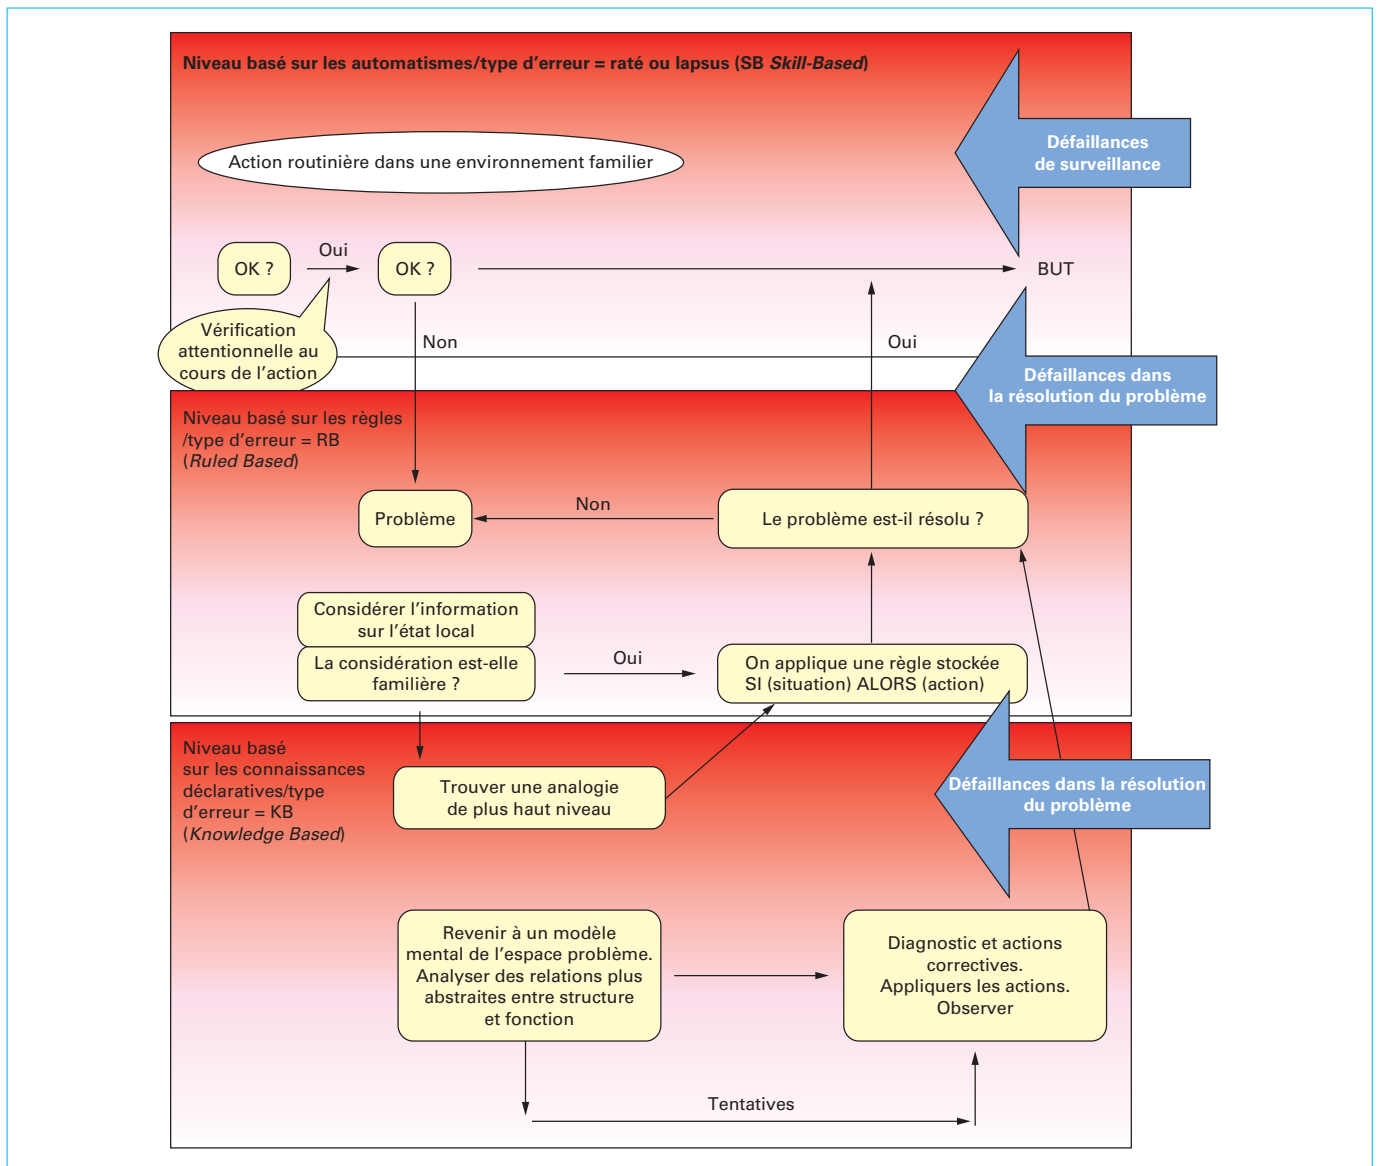 Niveau basé sur les automatismes/type d'erreur = raté ou lapsus (SB Skill-Based)
Défaillances
de surveillance
Action routinière dans une environnement familier
OK ?
Oui
OK ?
BUT
Vérification
attentionnelle au
cours de l'action
Non
Oui
Défaillances dans
la résolution du problème
Niveau basé sur les règles
/type d'erreur = RB
(Ruled Based)
Problème
Non
Le problème est-il résolu ?
Considérer l'information
sur l'état local
La considération est-elle
familière ?
Oui
On applique une règle stockée
SI (situation) ALORS (action)
Niveau basé
sur les connaissances
déclaratives/type
d'erreur = KB
(Knowledge Based)
Trouver une analogie
de plus haut niveau
Défaillances dans la résolution
du problème
Revenir à un modèle
mental de l'espace problème.
Analyser des relations plus
abstraites entre structure
et fonction
Diagnostic et actions
correctives.
Appliquers les actions.
Observer
Tentatives